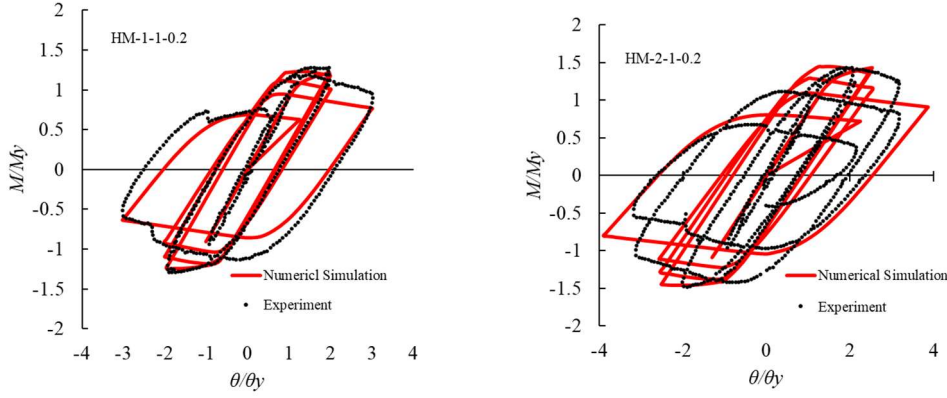 HM-1-1-0.2
M/My
2
1.5
1
0.5
0
-0.5
-1
-1.5
-2
-4 -3 -2 -1 0 1 2 3 4
θ/θy
Numericl Simulation
Experiment
HM-2-1-0.2
M/My
2
1.5
1
0.5
0
-0.5
-1
-1.5
-2
-4 -2 0 2 4
θ/θy
Numerical Simulation
Experiment